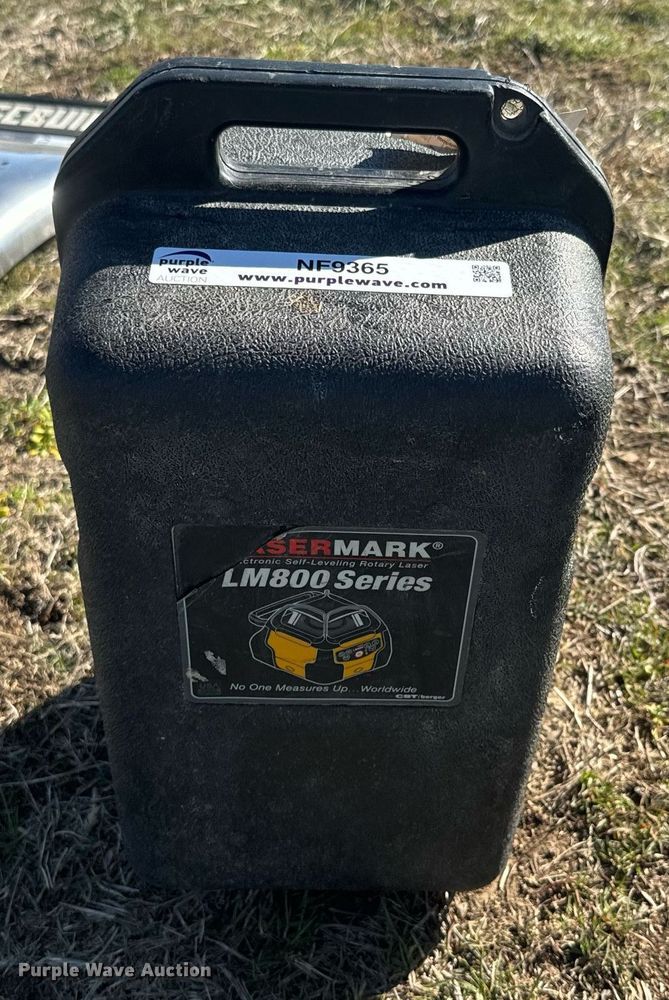 purple
wave
AUCTION
NF9365
www.purplewave.com
ASERMARK®
ctronic Self-Leveling Rotary Laser
LM800 Series
No One Measures Up...Worldwide
CST/berger
Purple Wave Auction